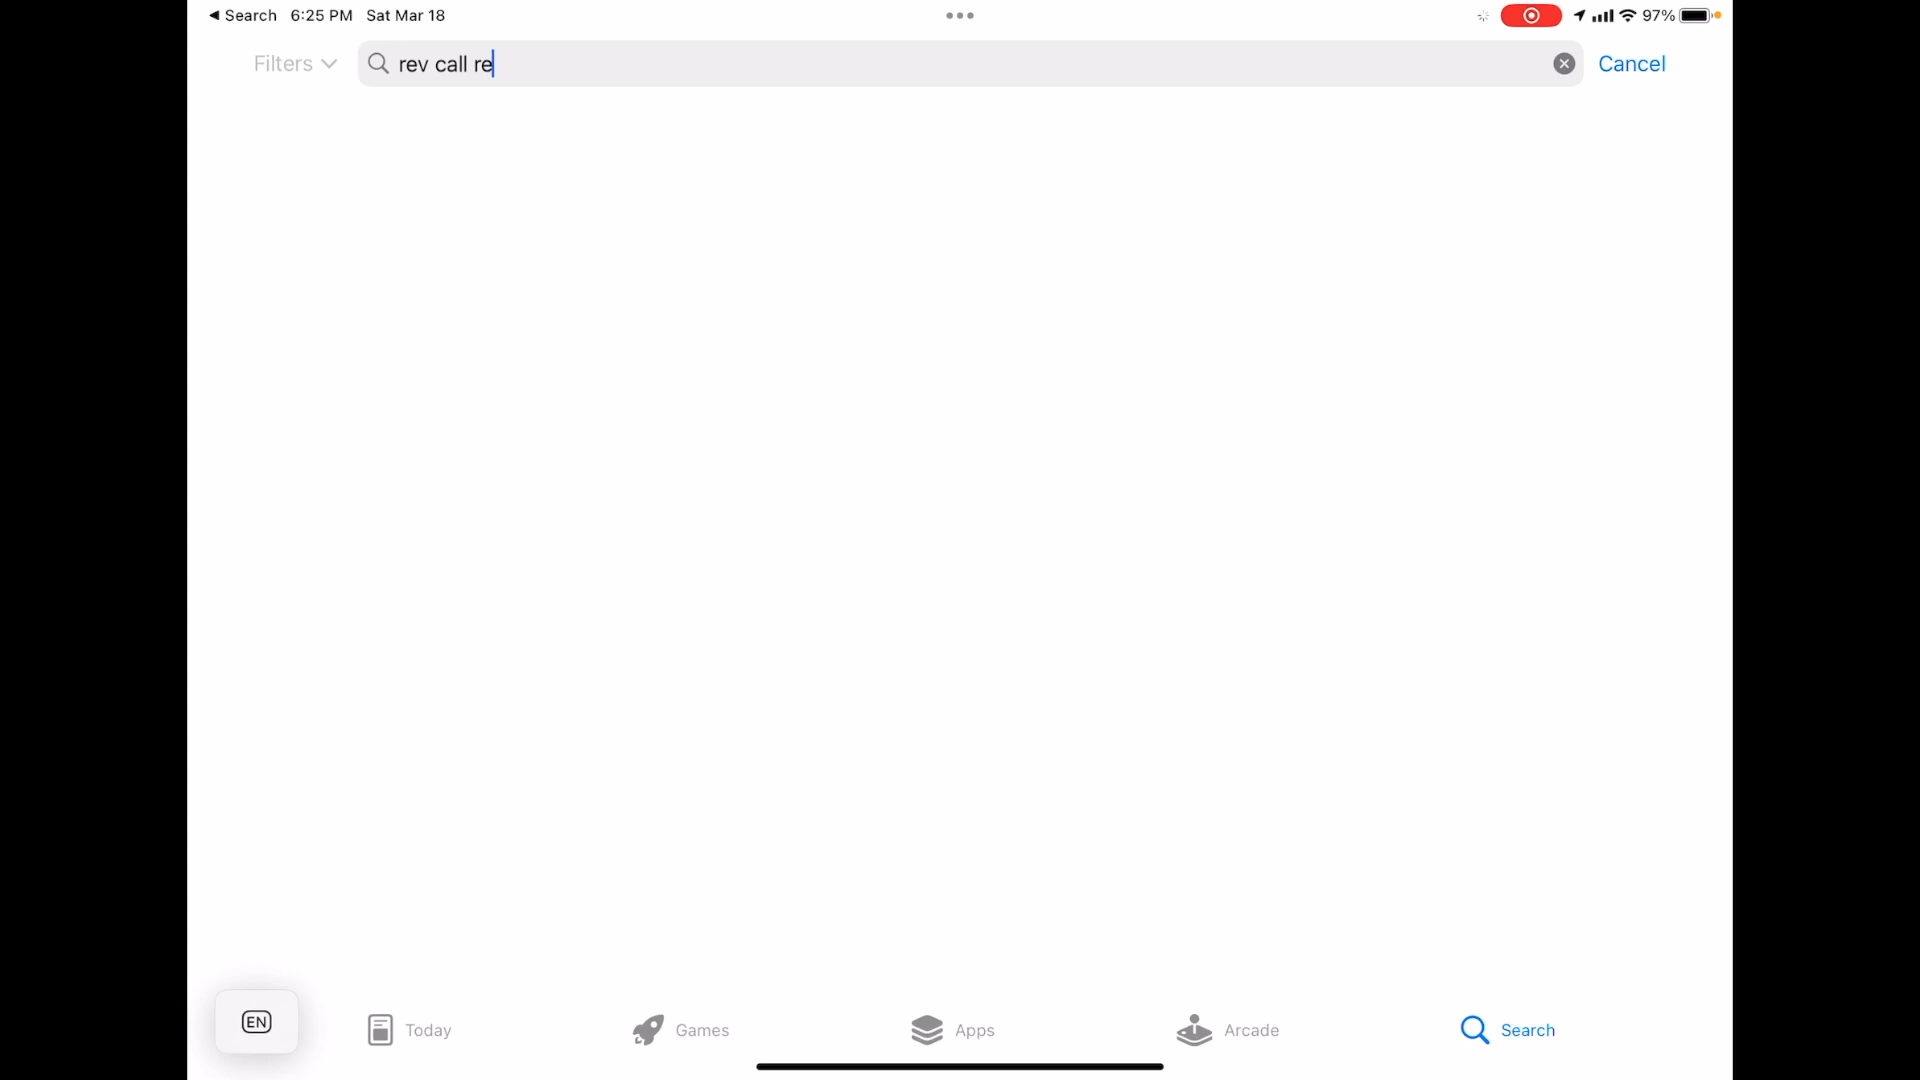 ◀ Search 6:25 PM Sat Mar 18 97%
Filters rev call re Cancel
EN Today Games Apps Arcade Search